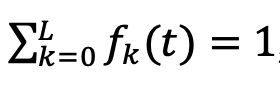 ∑_{k=0}^{L} f_k(t) = 1,